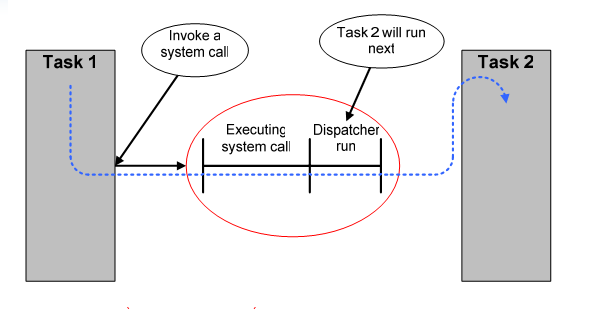 Invoke a
system call
Task 2 will run
next
Task 1
Task 2
Executing
system call
Dispatcher
run